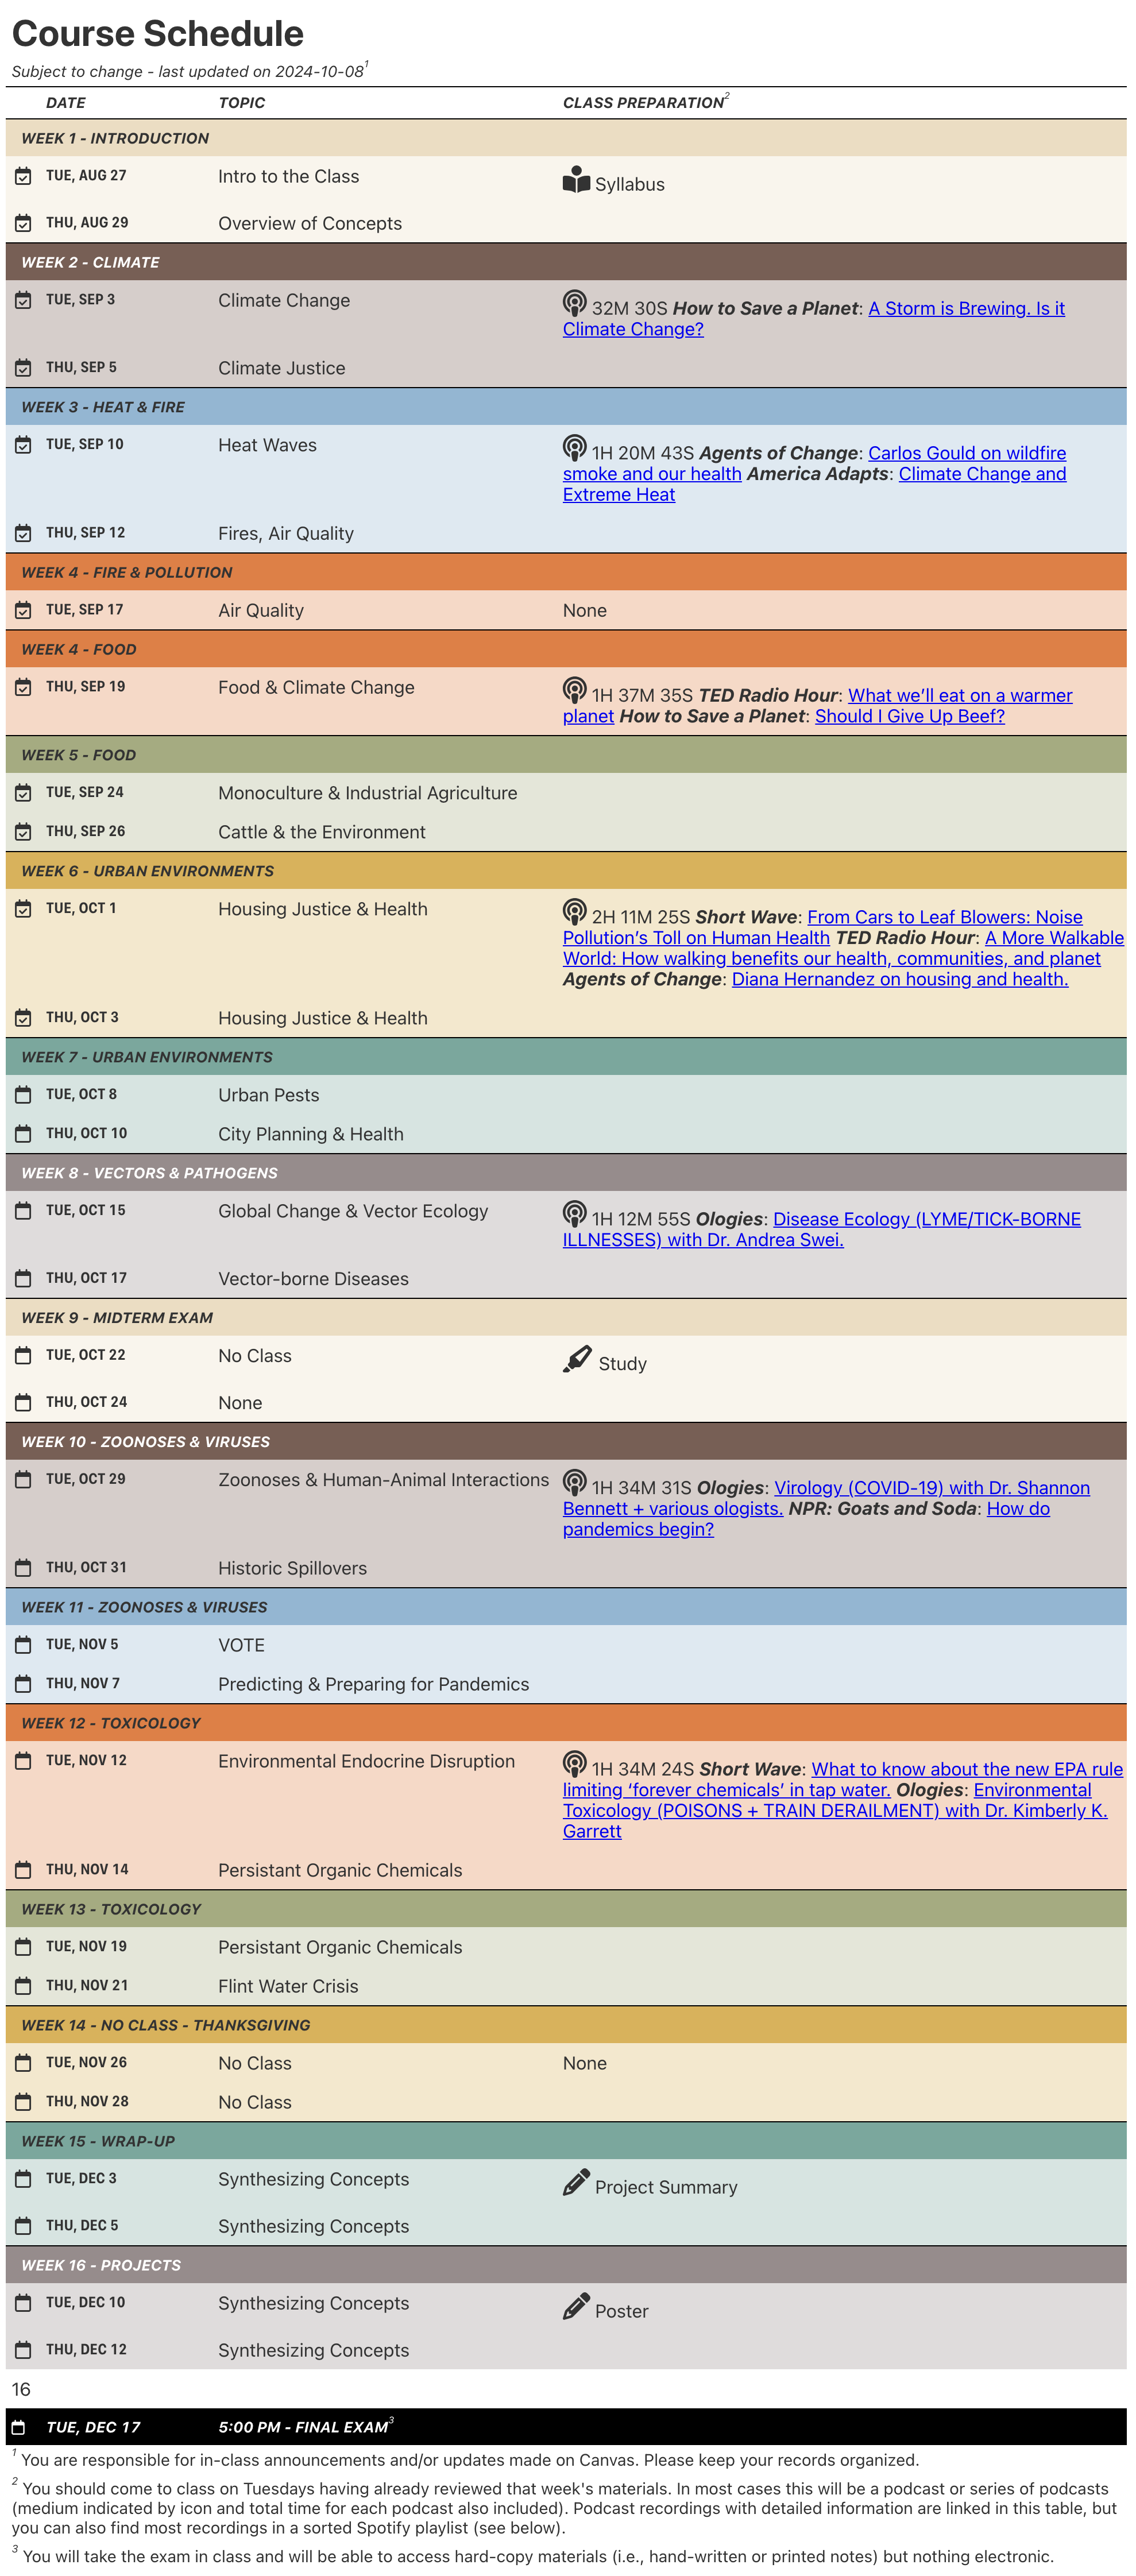 Course Schedule
Subject to change - last updated on 2024-10-08¹
DATE TOPIC CLASS PREPARATION²
WEEK 1 - INTRODUCTION
TUE, AUG 27 Intro to the Class Syllabus
THU, AUG 29 Overview of Concepts
WEEK 2 - CLIMATE
TUE, SEP 3 Climate Change 32M 30S How to Save a Planet: A Storm is Brewing. Is it
Climate Change?
THU, SEP 5 Climate Justice
WEEK 3 - HEAT & FIRE
TUE, SEP 10 Heat Waves 1H 20M 43S Agents of Change: Carlos Gould on wildfire
smoke and our health America Adapts: Climate Change and
Extreme Heat
THU, SEP 12 Fires, Air Quality
WEEK 4 - FIRE & POLLUTION
TUE, SEP 17 Air Quality None
WEEK 4 - FOOD
THU, SEP 19 Food & Climate Change 1H 37M 35S TED Radio Hour: What we’ll eat on a warmer
planet How to Save a Planet: Should I Give Up Beef?
WEEK 5 - FOOD
TUE, SEP 24 Monoculture & Industrial Agriculture
THU, SEP 26 Cattle & the Environment
WEEK 6 - URBAN ENVIRONMENTS
TUE, OCT 1 Housing Justice & Health 2H 11M 25S Short Wave: From Cars to Leaf Blowers: Noise
Pollution’s Toll on Human Health TED Radio Hour: A More Walkable
World: How walking benefits our health, communities, and planet
Agents of Change: Diana Hernandez on housing and health.
THU, OCT 3 Housing Justice & Health
WEEK 7 - URBAN ENVIRONMENTS
TUE, OCT 8 Urban Pests
THU, OCT 10 City Planning & Health
WEEK 8 - VECTORS & PATHOGENS
TUE, OCT 15 Global Change & Vector Ecology 1H 12M 55S Ologies: Disease Ecology (LYME/TICK-BORNE
ILLNESSES) with Dr. Andrea Swei.
THU, OCT 17 Vector-borne Diseases
WEEK 9 - MIDTERM EXAM
TUE, OCT 22 No Class Study
THU, OCT 24 None
WEEK 10 - ZOONOSES & VIRUSES
TUE, OCT 29 Zoonoses & Human-Animal Interactions 1H 34M 31S Ologies: Virology (COVID-19) with Dr. Shannon
Bennett + various ologists. NPR: Goats and Soda: How do
pandemics begin?
THU, OCT 31 Historic Spillovers
WEEK 11 - ZOONOSES & VIRUSES
TUE, NOV 5 VOTE
THU, NOV 7 Predicting & Preparing for Pandemics
WEEK 12 - TOXICOLOGY
TUE, NOV 12 Environmental Endocrine Disruption 1H 34M 24S Short Wave: What to know about the new EPA rule
limiting ‘forever chemicals’ in tap water. Ologies: Environmental
Toxicology (POISONS + TRAIN DERAILMENT) with Dr. Kimberly K.
Garrett
THU, NOV 14 Persistant Organic Chemicals
WEEK 13 - TOXICOLOGY
TUE, NOV 19 Persistant Organic Chemicals
THU, NOV 21 Flint Water Crisis
WEEK 14 - NO CLASS - THANKSGIVING
TUE, NOV 26 No Class None
THU, NOV 28 No Class
WEEK 15 - WRAP-UP
TUE, DEC 3 Synthesizing Concepts Project Summary
THU, DEC 5 Synthesizing Concepts
WEEK 16 - PROJECTS
TUE, DEC 10 Synthesizing Concepts Poster
THU, DEC 12 Synthesizing Concepts
16
TUE, DEC 17 5:00 PM - FINAL EXAM³
¹ You are responsible for in-class announcements and/or updates made on Canvas. Please keep your records organized.
² You should come to class on Tuesdays having already reviewed that week's materials. In most cases this will be a podcast or series of podcasts
(medium indicated by icon and total time for each podcast also included). Podcast recordings with detailed information are linked in this table, but
you can also find most recordings in a sorted Spotify playlist (see below).
³ You will take the exam in class and will be able to access hard-copy materials (i.e., hand-written or printed notes) but nothing electronic.